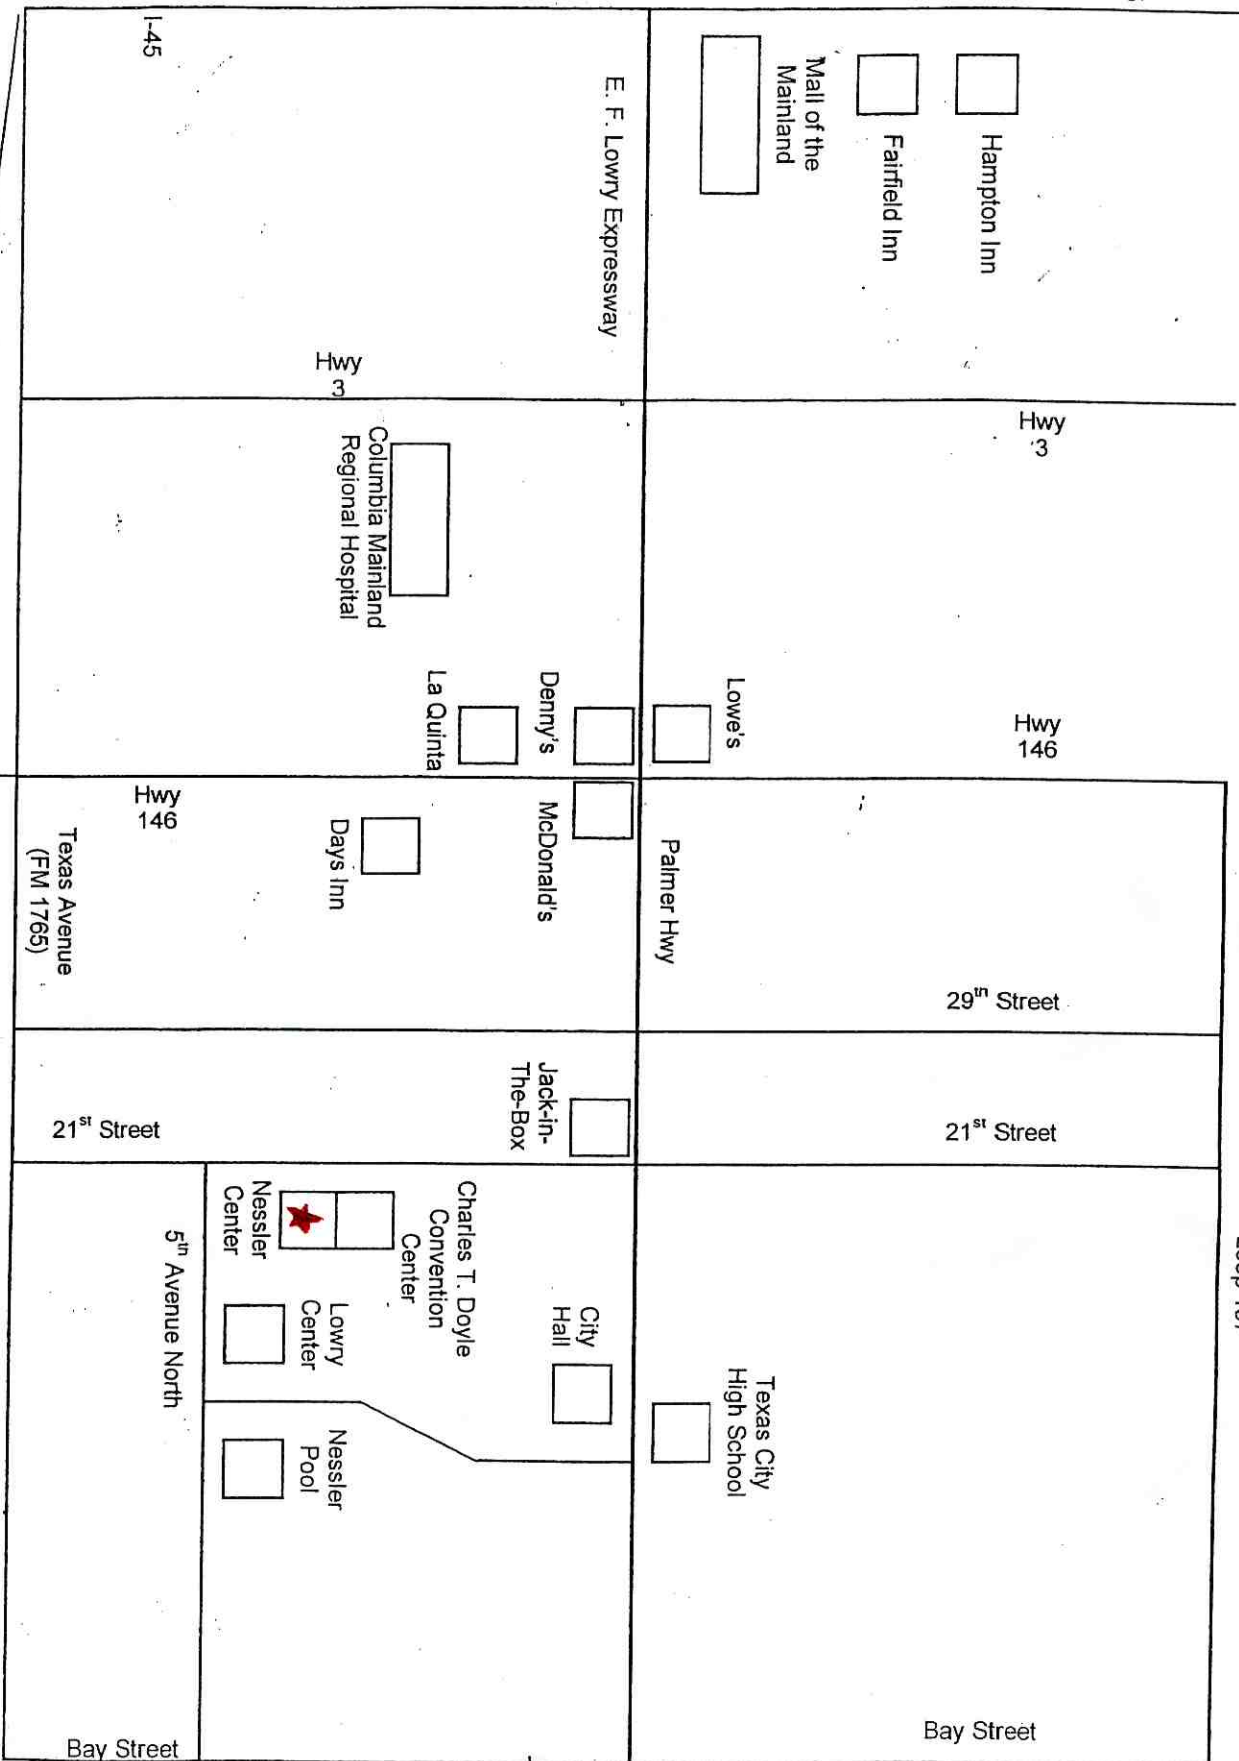 I-45
E. F. Lowry Expressway
Mall of the
Mainland
Fairfield Inn
Hampton Inn
Hwy
3
Hwy
3
Columbia Mainland
Regional Hospital
La Quinta
Denny's
Lowe's
Hwy
146
Hwy
146
Texas Avenue
(FM 1765)
Days Inn
McDonald's
Palmer Hwy
29th Street
Jack-in-
The-Box
21st Street
21st Street
5th Avenue North
Nessler
Center
Charles T. Doyle
Convention
Center
Lowry
Center
City
Hall
Nessler
Pool
Texas City
High School
Bay Street
Bay Street